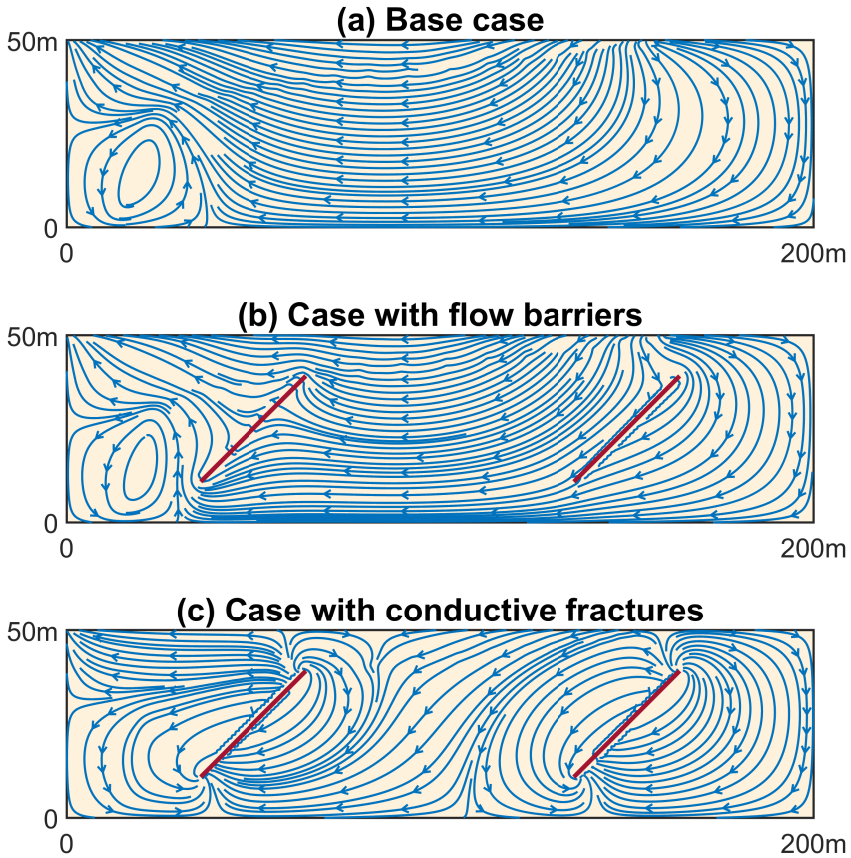 (a) Base case
50m
0
0
200m
(b) Case with flow barriers
50m
0
0
200m
(c) Case with conductive fractures
50m
0
0
200m